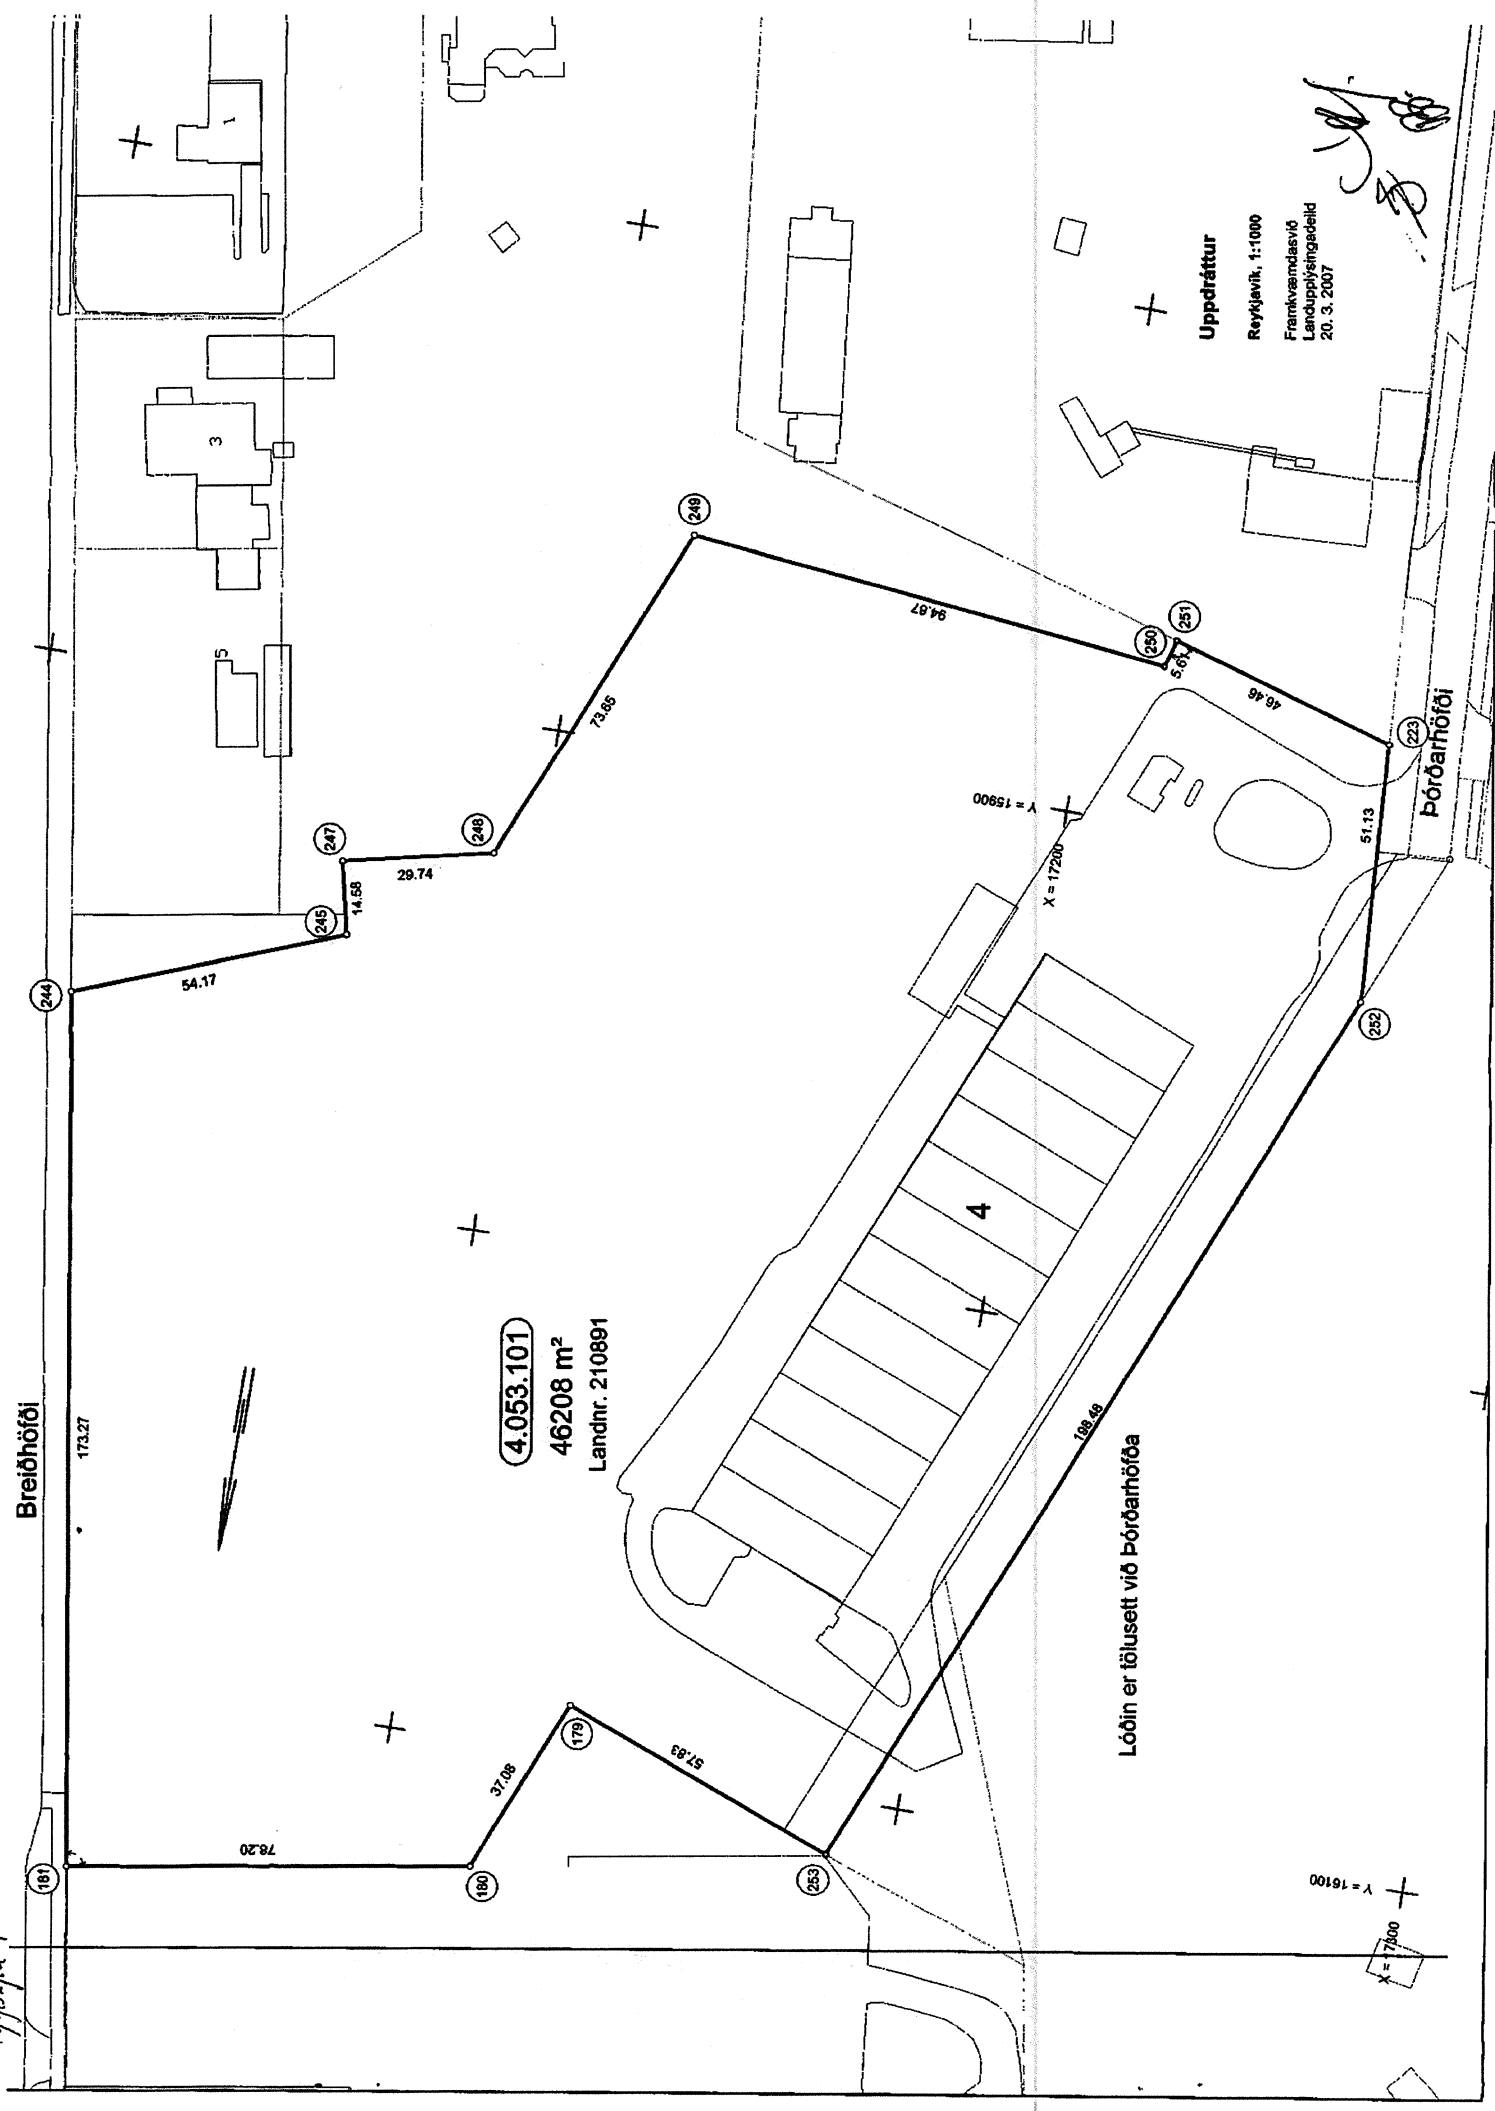 Breiðhöfði
173.27
181
244
54.17
245
14.58
247
29.74
248
73.65
249
94.67
250
5.67
251
46.46
223
51.13
252
198.48
253
57.83
179
37.08
180
78.20
1
3
5
4
4.053.101
46208 m²
Landnr. 210891
Lóðin er tölusett við Þórðarhöfða
Þórðarhöfði
Y = 15900
X = 17200
Y = 16100
X = 17300
Uppdráttur
Reykjavík, 1:1000
Framkvæmdasvið
Landupplýsingadeild
20. 3. 2007